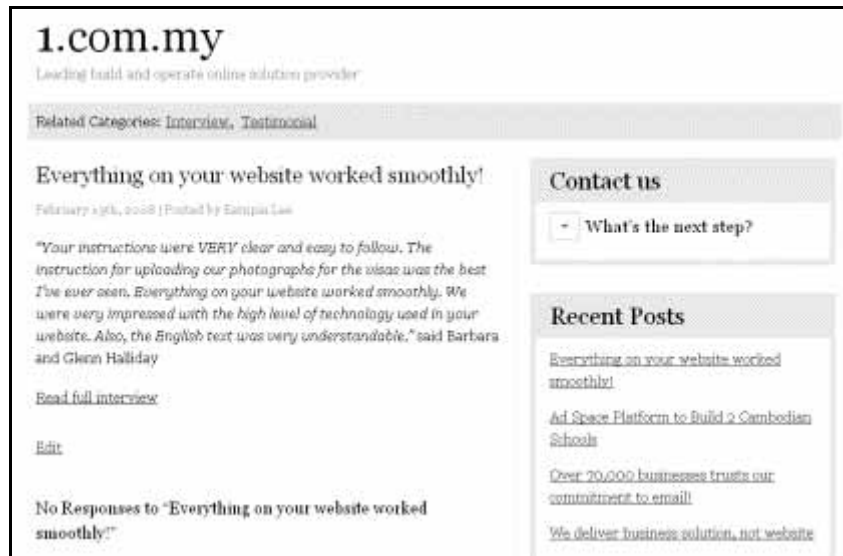 1.com.my
Leading build and operate online solution provider
Related Categories: Interview, Testimonial
Everything on your website worked smoothly!
February 19th, 2008 | Posted by Lee
"Your instructions were VERY clear and easy to follow. The
instruction for uploading our photographs for the visas was the best
I've ever seen. Everything on your website worked smoothly. We
were very impressed with the high level of technology used in your
website. Also, the English text was very understandable." said Barbara
and Glenn Halliday
Read full interview
Edit
No Responses to "Everything on your website worked
smoothly!"
Contact us
What's the next step?
Recent Posts
Everything on your website worked
smoothly!
Ad Space Platform to Build 2 Cambodian
Schools
Over 70,000 businesses trusts our
commitment to email!
We deliver business solution, not website